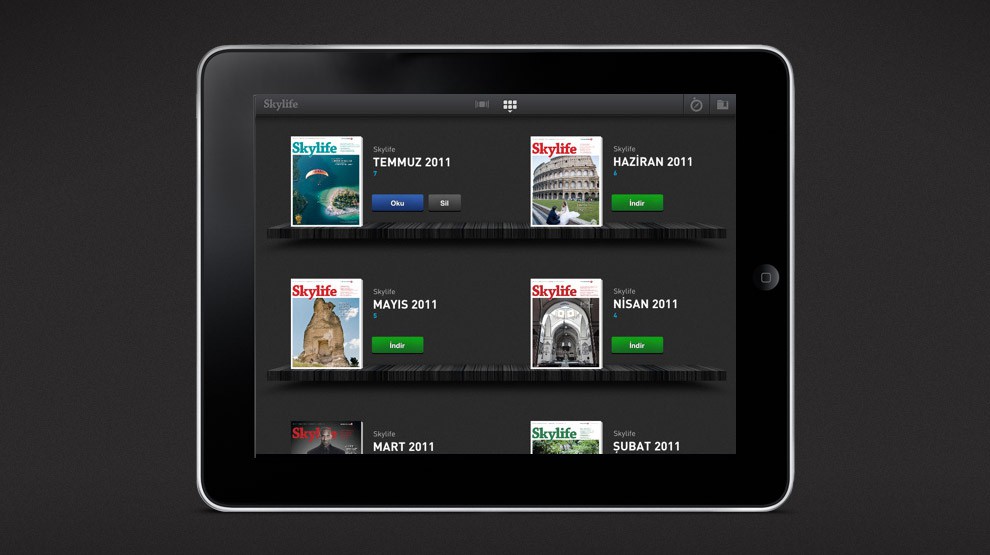 Skylife
Skylife
Skylife
TEMMUZ 2011
7
Oku
Sil
Skylife
Skylife
HAZİRAN 2011
6
İndir
Skylife
Skylife
MAYIS 2011
5
İndir
Skylife
Skylife
NİSAN 2011
4
İndir
Skylife
Skylife
MART 2011
Skylife
Skylife
ŞUBAT 2011